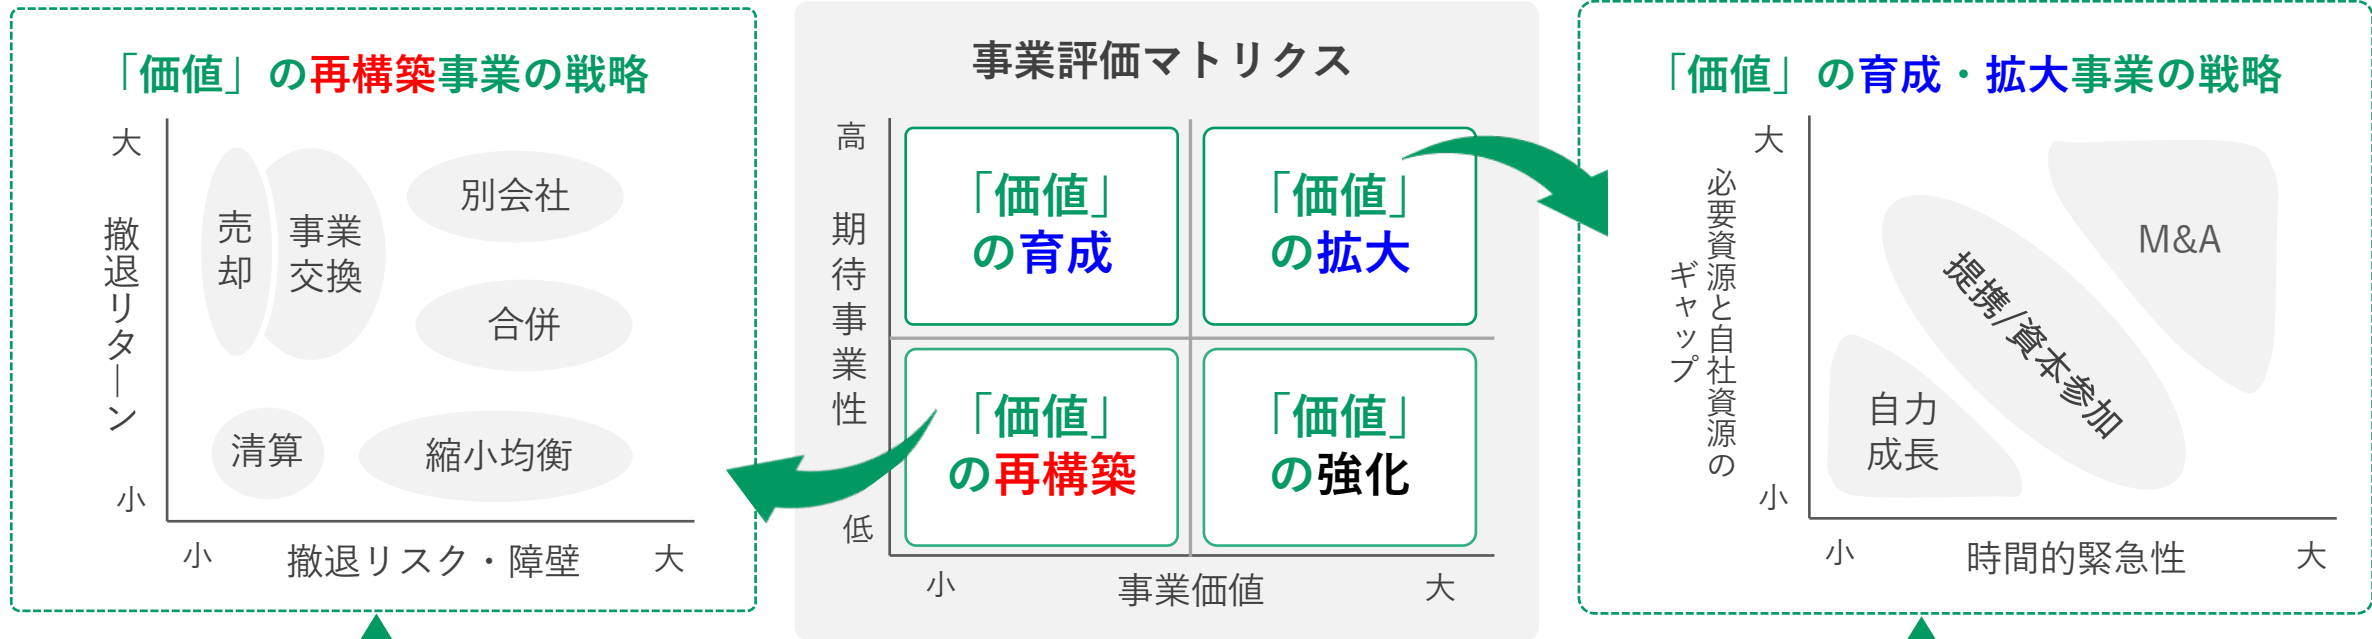 「価値」の再構築事業の戦略
大
撤退リターン
小
売却
事業
交換
別会社
合併
清算
縮小均衡
小
撤退リスク・障壁
大
事業評価マトリクス
高
期待事業性
低
「価値」
の育成
「価値」
の拡大
「価値」
の再構築
「価値」
の強化
小
事業価値
大
「価値」の育成・拡大事業の戦略
大
必要資源と自社資源の
ギャップ
小
M&A
提携/資本参加
自力
成長
小
時間的緊急性
大